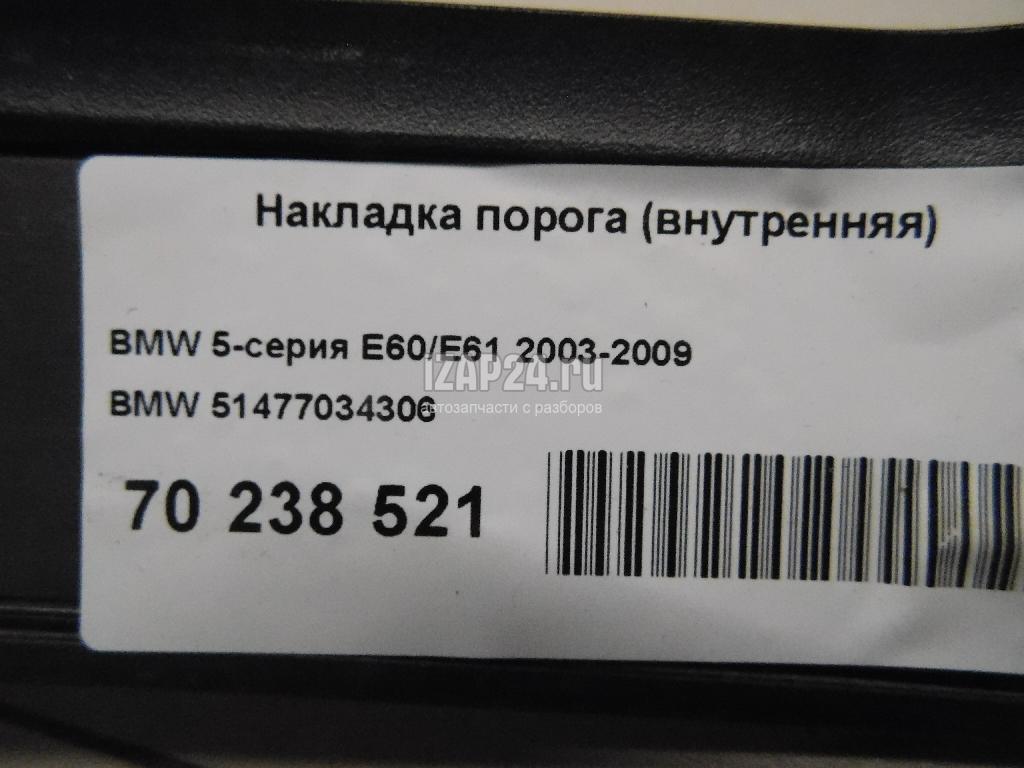 Накладка порога (внутренняя)
BMW 5-серия E60/E61 2003-2009
iZAP24.ru
BMW 51477034306
автозапчасти с разборов
70 238 521